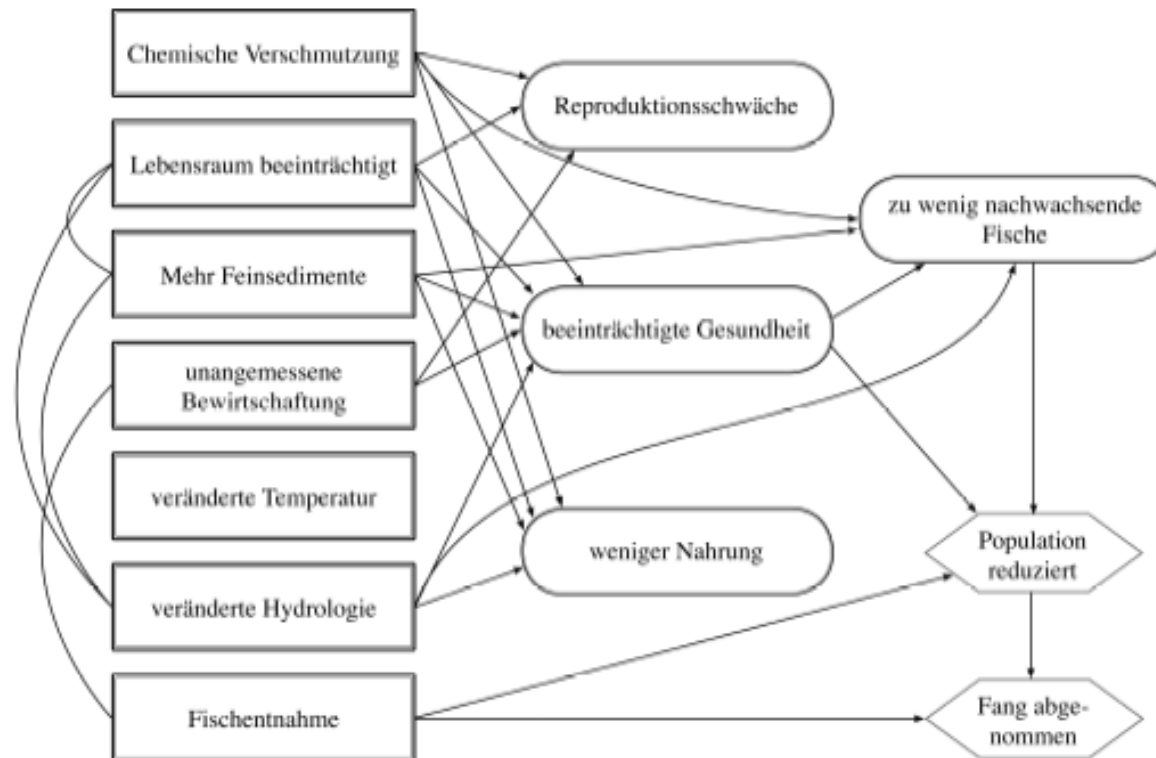 Chemische Verschmutzung
Lebensraum beeinträchtigt
Mehr Feinsedimente
unangemessene
Bewirtschaftung
veränderte Temperatur
veränderte Hydrologie
Fischentnahme
Reproduktionsschwäche
beeinträchtigte Gesundheit
weniger Nahrung
zu wenig nachwachsende
Fische
Population
reduziert
Fang abge-
nommen